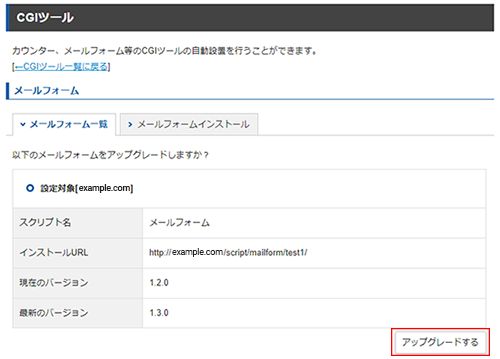 CGIツール
カウンター、メールフォーム等のCGIツールの自動設置を行うことができます。
[←CGIツール一覧に戻る]
メールフォーム
メールフォーム一覧
メールフォームインストール
以下のメールフォームをアップグレードしますか？
設定対象[example.com]
スクリプト名 メールフォーム
インストールURL http://example.com/script/mailform/test1/
現在のバージョン 1.2.0
最新のバージョン 1.3.0
アップグレードする